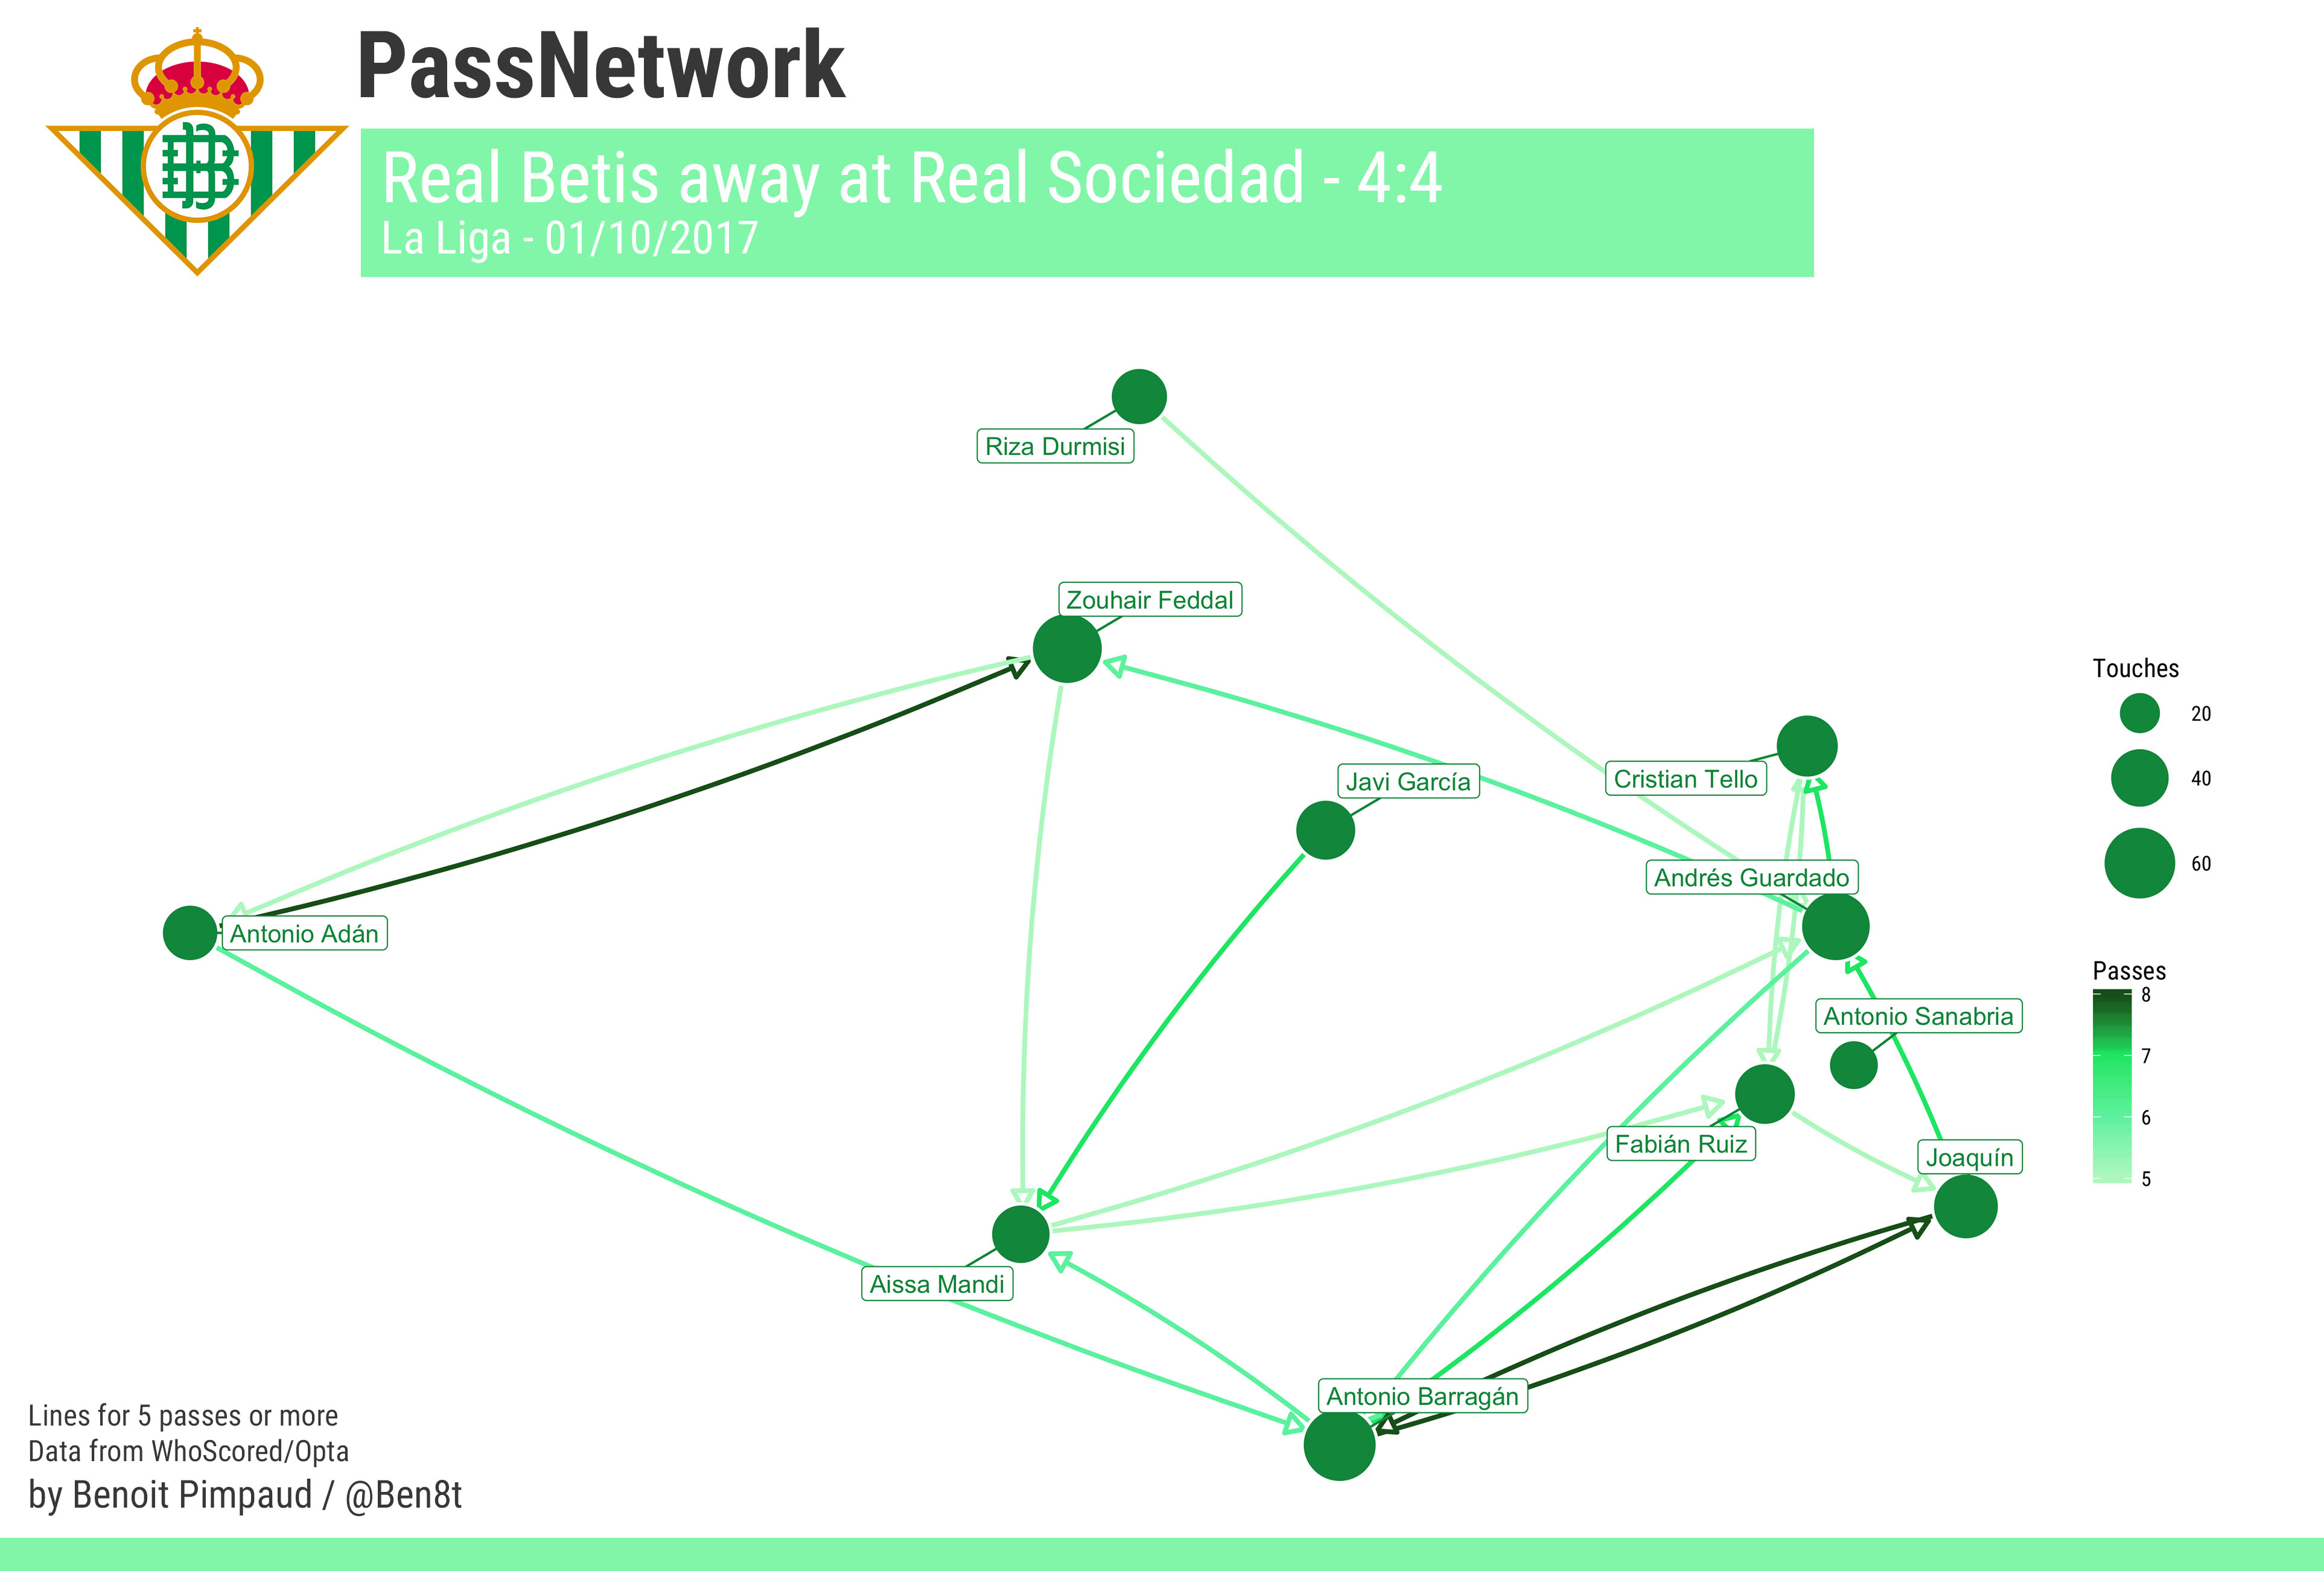 PassNetwork
Real Betis away at Real Sociedad - 4:4
La Liga - 01/10/2017
Riza Durmisi
Zouhair Feddal
Javi García
Cristian Tello
Andrés Guardado
Antonio Adán
Antonio Sanabria
Fabián Ruiz
Joaquín
Aissa Mandi
Antonio Barragán
Touches
20
40
60
Passes
8
7
6
5
Lines for 5 passes or more
Data from WhoScored/Opta
by Benoit Pimpaud / @Ben8t